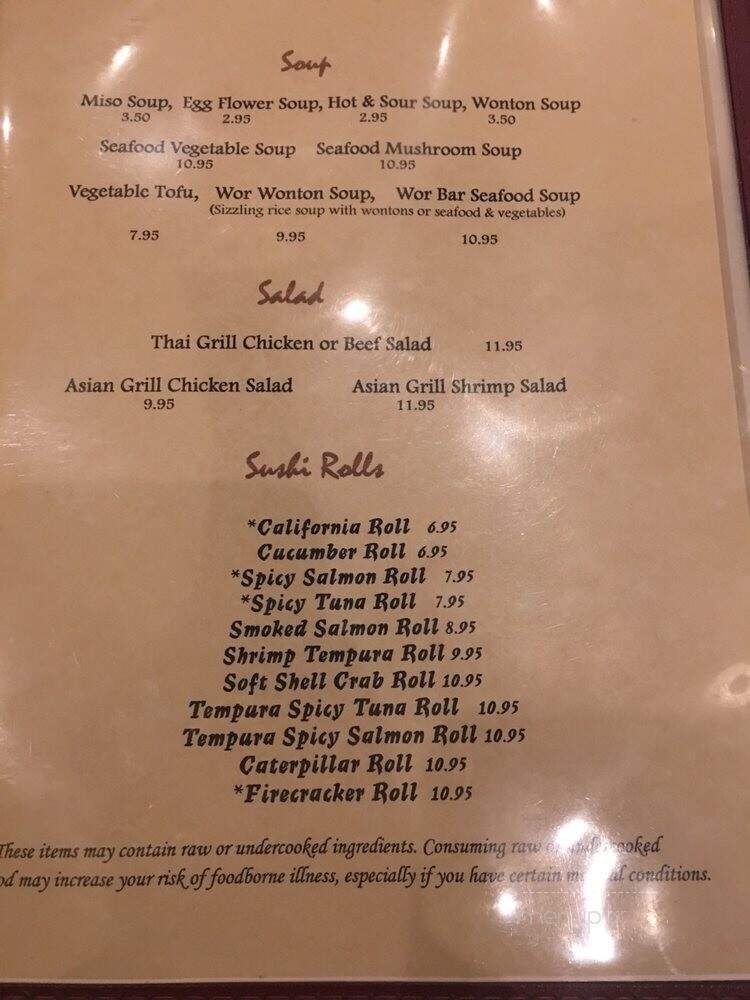 Soup
Miso Soup, Egg Flower Soup, Hot & Sour Soup, Wonton Soup
3.50 2.95 2.95 3.50
Seafood Vegetable Soup Seafood Mushroom Soup
10.95 10.95
Vegetable Tofu, Wor Wonton Soup, Wor Bar Seafood Soup
(Sizzling rice soup with wontons or seafood & vegetables)
7.95 9.95 10.95
Salad
Thai Grill Chicken or Beef Salad 11.95
Asian Grill Chicken Salad Asian Grill Shrimp Salad
9.95 11.95
Sushi Rolls
*California Roll 6.95
Cucumber Roll 6.95
*Spicy Salmon Roll 7.95
*Spicy Tuna Roll 7.95
Smoked Salmon Roll 8.95
Shrimp Tempura Roll 9.95
Soft Shell Crab Roll 10.95
Tempura Spicy Tuna Roll 10.95
Tempura Spicy Salmon Roll 10.95
Caterpillar Roll 10.95
*Firecracker Roll 10.95
These items may contain raw or undercooked ingredients. Consuming raw or undercooked
may increase your risk of foodborne illness, especially if you have certain medical conditions.